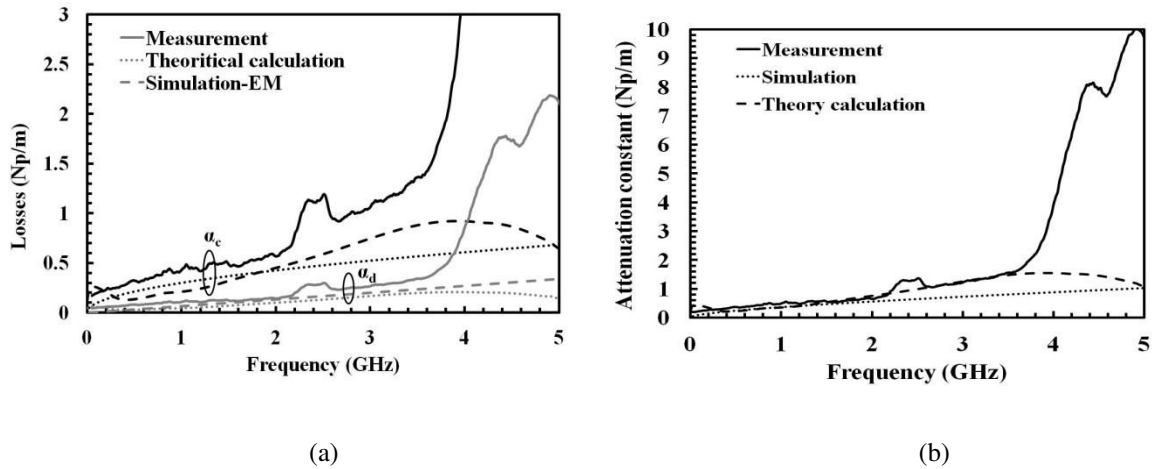 3
2.5
2
1.5
1
0.5
0
Losses (Np/m)
Measurement
Theoritical calculation
Simulation-EM
αc
αd
0 1 2 3 4 5
Frequency (GHz)
(a)
10
9
8
7
6
5
4
3
2
1
0
Attenuation constant (Np/m)
Measurement
Simulation
Theory calculation
0 1 2 3 4 5
Frequency (GHz)
(b)